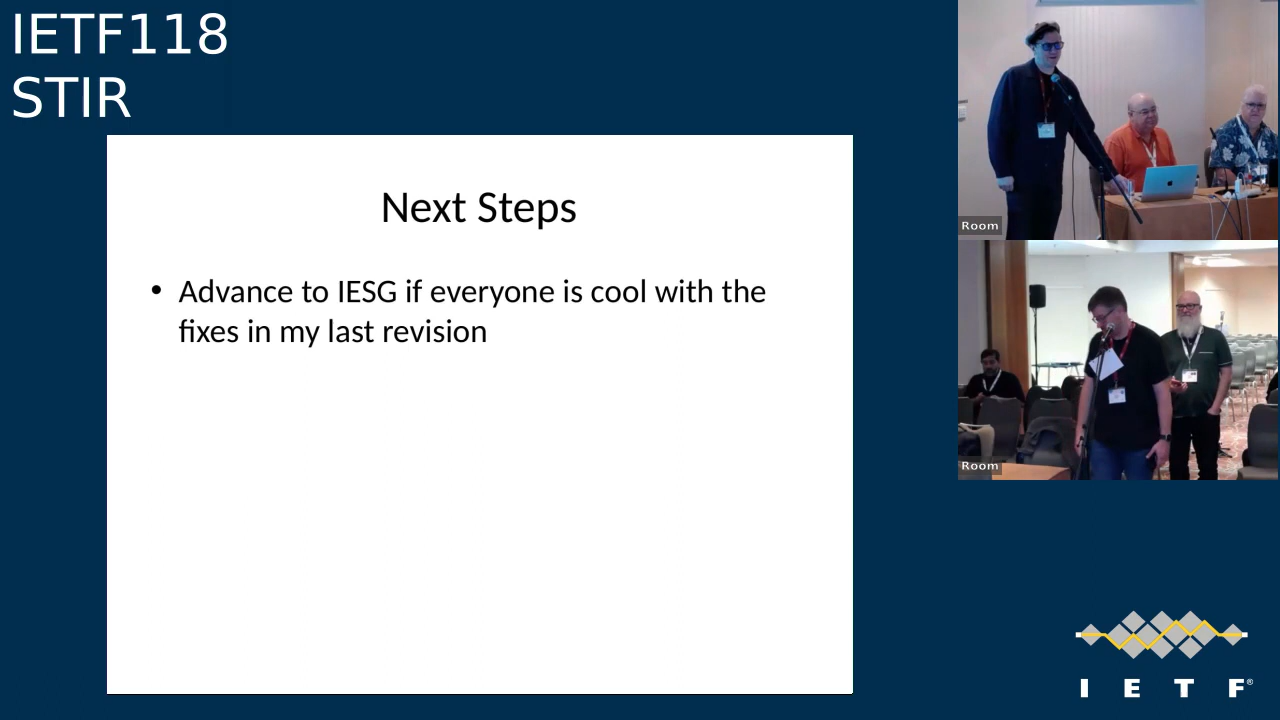 IETF118
STIR
Next Steps
• Advance to IESG if everyone is cool with the
fixes in my last revision
Room
Room
I E T F®